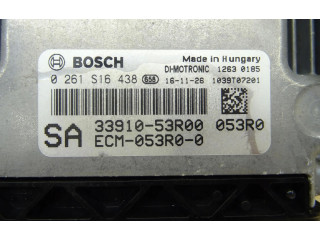 BOSCH Made in Hungary
0 261 S16 438 658 DI-MOTRONIC 1263 0185
16-11-26 1039T07201
SA 33910-53R00 053R0
ECM-053R0-0